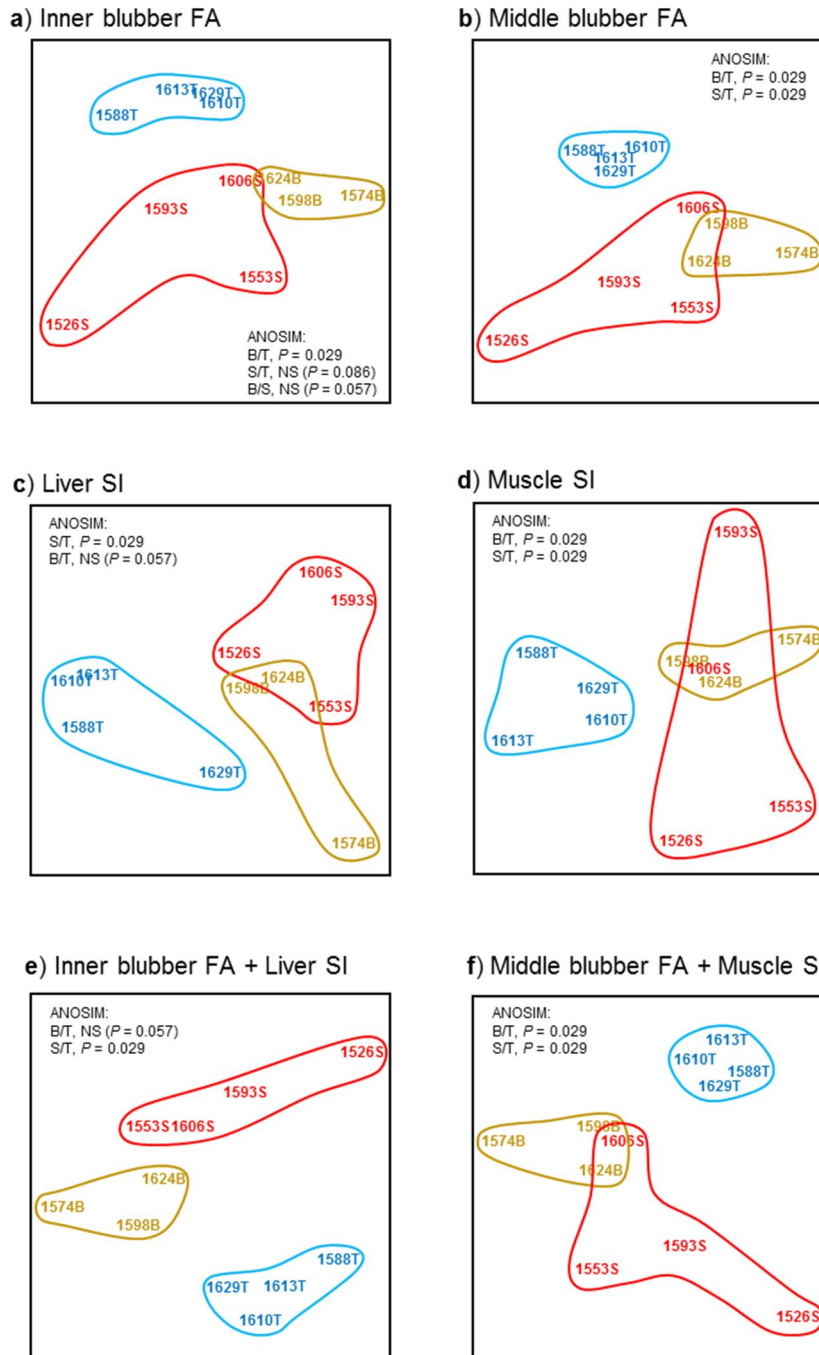 a) Inner blubber FA
1613T
1629T
1610T
1588T
1606S
1624B
1598B
1574B
1593S
1553S
1526S
ANOSIM:
B/T, P = 0.029
S/T, NS (P = 0.086)
B/S, NS (P = 0.057)
b) Middle blubber FA
ANOSIM:
B/T, P = 0.029
S/T, P = 0.029
1588T
1610T
1613T
1629T
1606S
1598B
1574B
1624B
1593S
1553S
1526S
c) Liver SI
ANOSIM:
S/T, P = 0.029
B/T, NS (P = 0.057)
1606S
1593S
1526S
1610T
1613T
1624B
1598B
1553S
1588T
1629T
1574B
d) Muscle SI
ANOSIM:
B/T, P = 0.029
S/T, P = 0.029
1593S
1588T
1574B
1598B
1606S
1624B
1629T
1610T
1613T
1553S
1526S
e) Inner blubber FA + Liver SI
ANOSIM:
B/T, NS (P = 0.057)
S/T, P = 0.029
1526S
1593S
1553S1606S
1624B
1574B
1598B
1588T
1629T
1613T
1610T
f) Middle blubber FA + Muscle S
ANOSIM:
B/T, P = 0.029
S/T, P = 0.029
1613T
1610T
1588T
1629T
1598B
1574B
1606S
1624B
1593S
1553S
1526S